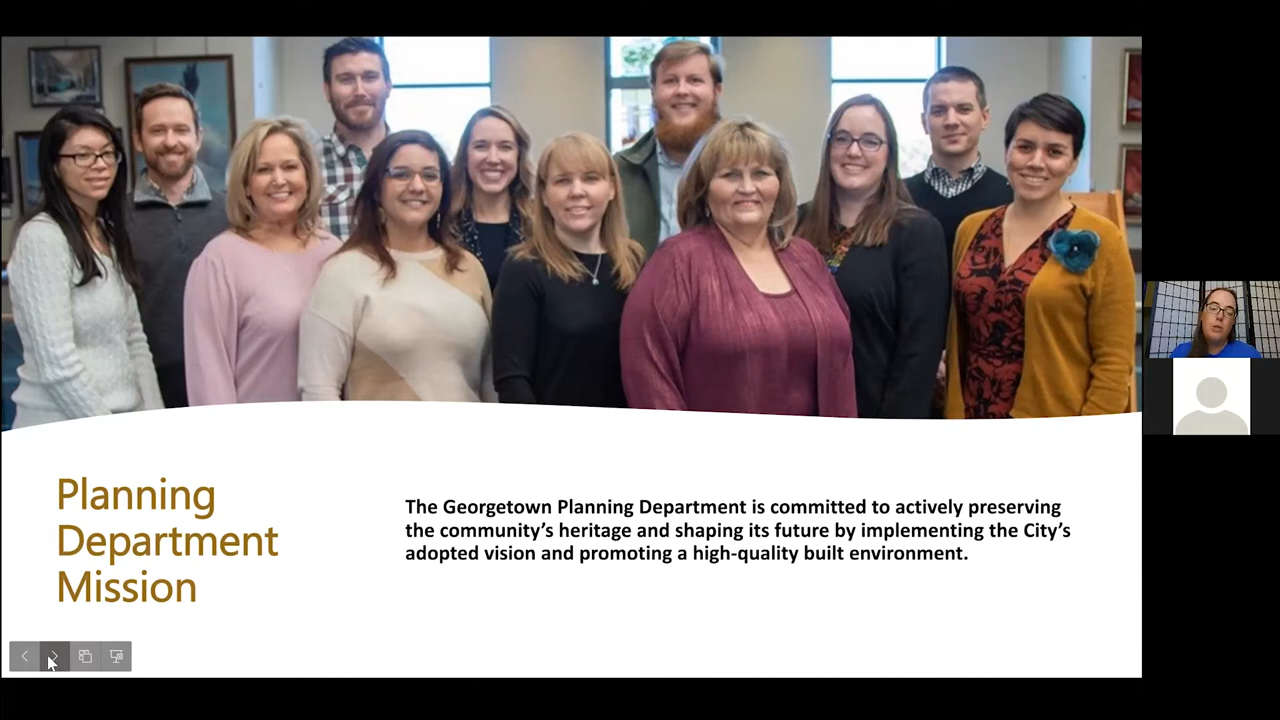 Planning
Department
Mission
The Georgetown Planning Department is committed to actively preserving
the community’s heritage and shaping its future by implementing the City’s
adopted vision and promoting a high-quality built environment.